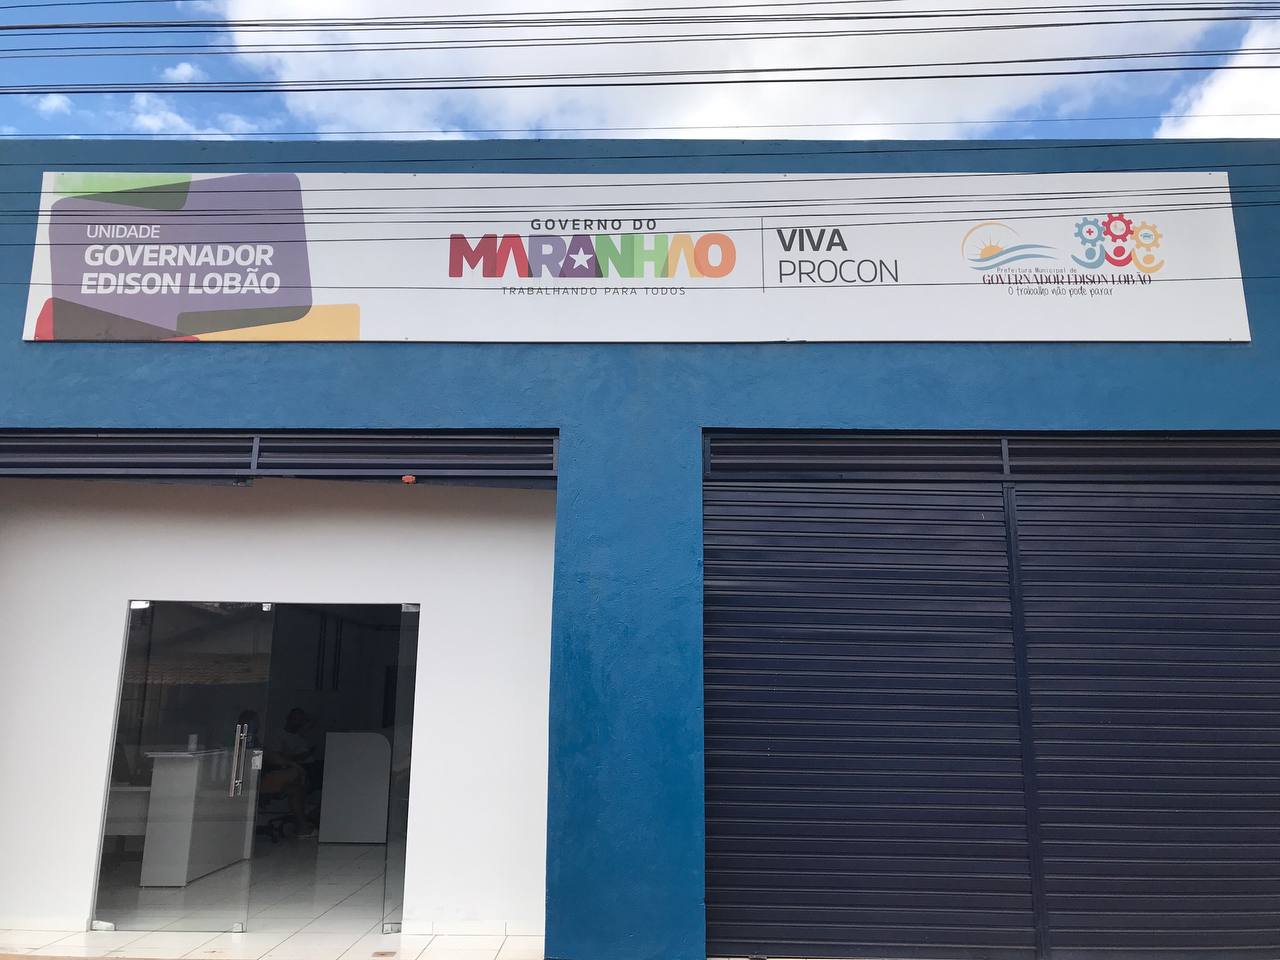 UNIDADE
GOVERNADOR
EDISON LOBÃO
GOVERNO DO
MARANHAO
TRABALHANDO PARA TODOS
VIVA
PROCON
Prefeitura Municipal de
GOVERNADOR EDISON LOBÃO
O trabalho não pode parar